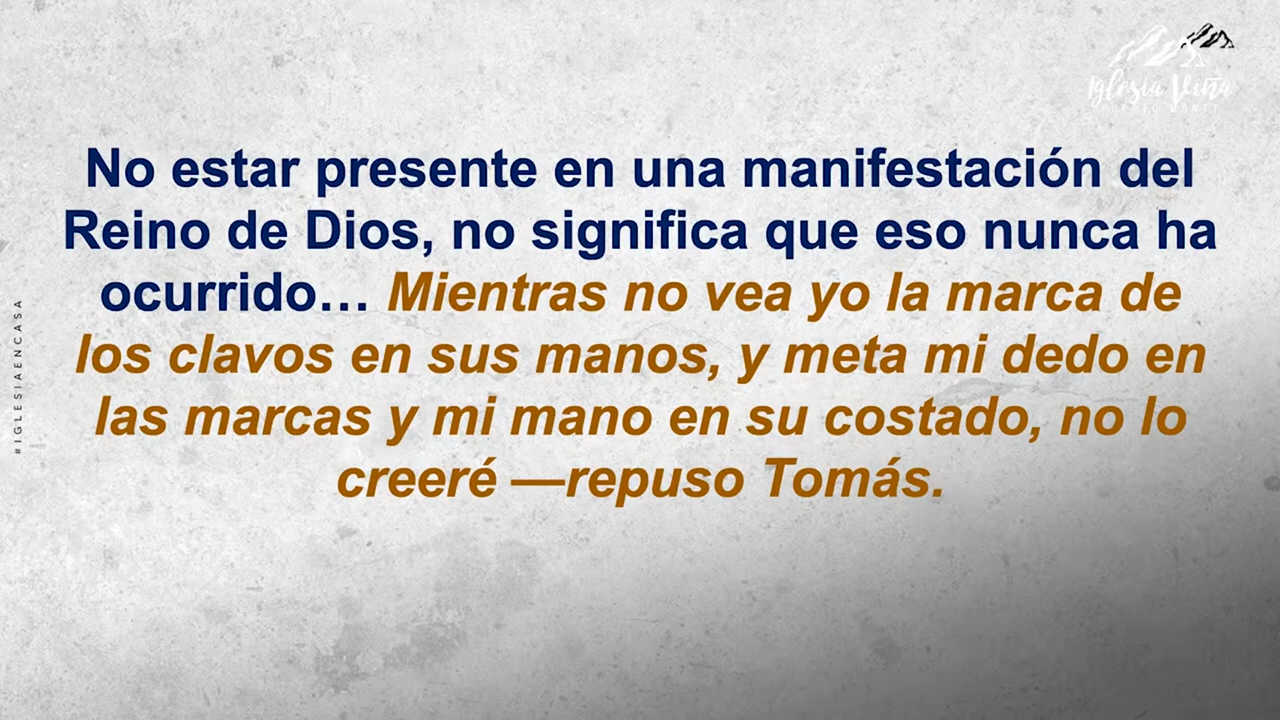 Iglesia Viña
No estar presente en una manifestación del
Reino de Dios, no significa que eso nunca ha
ocurrido… Mientras no vea yo la marca de
los clavos en sus manos, y meta mi dedo en
las marcas y mi mano en su costado, no lo
creeré —repuso Tomás.
#IGLESIAENCASA